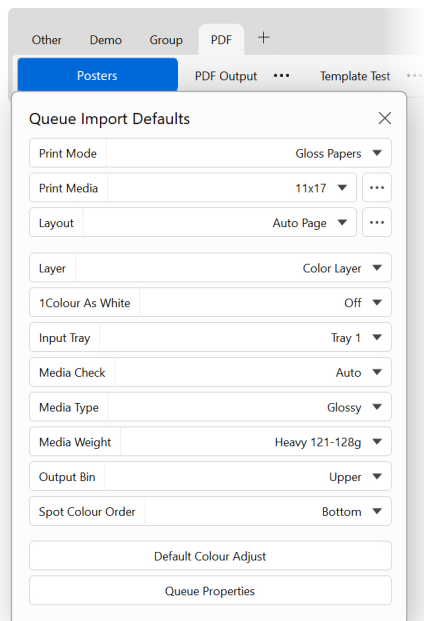 Other Demo Group PDF +
Posters PDF Output ••• Template Test •••
Queue Import Defaults
Print Mode Gloss Papers
Print Media 11x17 •••
Layout Auto Page •••
Layer Color Layer
1Colour As White Off
Input Tray Tray 1
Media Check Auto
Media Type Glossy
Media Weight Heavy 121-128g
Output Bin Upper
Spot Colour Order Bottom
Default Colour Adjust
Queue Properties